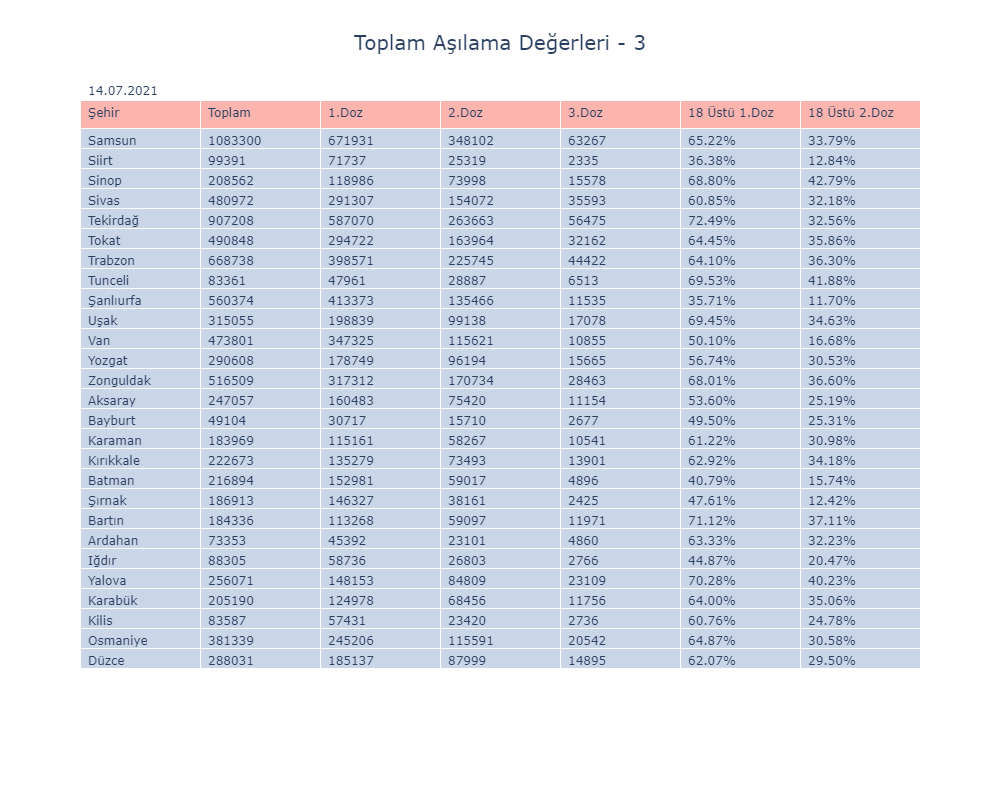 Toplam Aşılama Değerleri - 3
14.07.2021
Şehir Toplam 1.Doz 2.Doz 3.Doz 18 Üstü 1.Doz 18 Üstü 2.Doz
Samsun 1083300 671931 348102 63267 65.22% 33.79%
Siirt 99391 71737 25319 2335 36.38% 12.84%
Sinop 208562 118986 73998 15578 68.80% 42.79%
Sivas 480972 291307 154072 35593 60.85% 32.18%
Tekirdağ 907208 587070 263663 56475 72.49% 32.56%
Tokat 490848 294722 163964 32162 64.45% 35.86%
Trabzon 668738 398571 225745 44422 64.10% 36.30%
Tunceli 83361 47961 28887 6513 69.53% 41.88%
Şanlıurfa 560374 413373 135466 11535 35.71% 11.70%
Uşak 315055 198839 99138 17078 69.45% 34.63%
Van 473801 347325 115621 10855 50.10% 16.68%
Yozgat 290608 178749 96194 15665 56.74% 30.53%
Zonguldak 516509 317312 170734 28463 68.01% 36.60%
Aksaray 247057 160483 75420 11154 53.60% 25.19%
Bayburt 49104 30717 15710 2677 49.50% 25.31%
Karaman 183969 115161 58267 10541 61.22% 30.98%
Kırıkkale 222673 135279 73493 13901 62.92% 34.18%
Batman 216894 152981 59017 4896 40.79% 15.74%
Şırnak 186913 146327 38161 2425 47.61% 12.42%
Bartın 184336 113268 59097 11971 71.12% 37.11%
Ardahan 73353 45392 23101 4860 63.33% 32.23%
Iğdır 88305 58736 26803 2766 44.87% 20.47%
Yalova 256071 148153 84809 23109 70.28% 40.23%
Karabük 205190 124978 68456 11756 64.00% 35.06%
Kilis 83587 57431 23420 2736 60.76% 24.78%
Osmaniye 381339 245206 115591 20542 64.87% 30.58%
Düzce 288031 185137 87999 14895 62.07% 29.50%